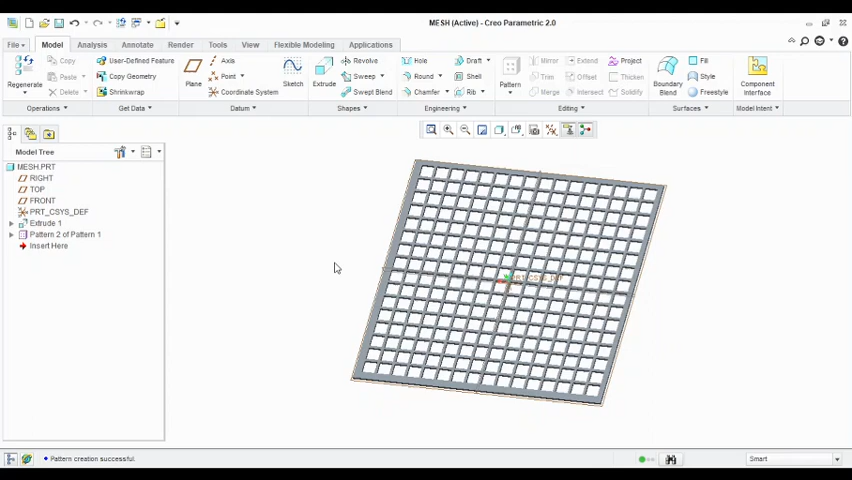 MESH (Active) - Creo Parametric 2.0
File Model Analysis Annotate Render Tools View Flexible Modeling Applications
Regenerate
Copy
Paste
Delete
Operations
User-Defined Feature
Copy Geometry
Shrinkwrap
Get Data
Plane
Axis
Point
Coordinate System
Sketch
Datum
Extrude
Revolve
Sweep
Swept Blend
Shapes
Hole
Round
Chamfer
Draft
Shell
Rib
Engineering
Pattern
Mirror
Trim
Merge
Extend
Offset
Intersect
Project
Thicken
Solidify
Editing
Boundary
Blend
Fill
Style
Freestyle
Surfaces
Component
Interface
Model Intent
Model Tree
MESH.PRT
RIGHT
TOP
FRONT
PRT_CSYS_DEF
Extrude 1
Pattern 2 of Pattern 1
Insert Here
PRT_CSYS_DEF
Pattern creation successful.
Smart